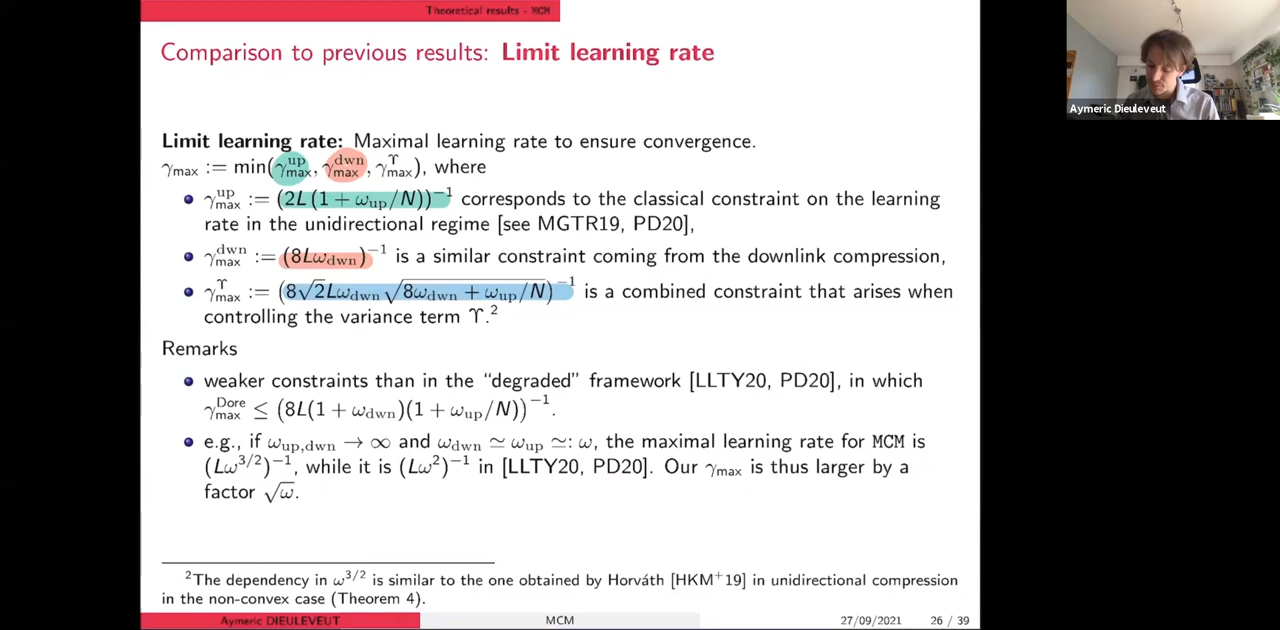 Theoretical results - MCM
Comparison to previous results: Limit learning rate
Aymeric Dieuleveut
Limit learning rate: Maximal learning rate to ensure convergence.
γ_max := min(γ_max^up, γ_max^dwn, γ_max^Υ), where
γ_max^up := (2L(1 + ω_up/N))^−1 corresponds to the classical constraint on the learning
rate in the unidirectional regime [see MGTR19, PD20],
γ_max^dwn := (8Lω_dwn)^−1 is a similar constraint coming from the downlink compression,
γ_max^Υ := (8√2Lω_dwn√(8ω_dwn + ω_up/N))^−1 is a combined constraint that arises when
controlling the variance term Υ.²
Remarks
weaker constraints than in the “degraded” framework [LLTY20, PD20], in which
γ_max^Dore ≤ (8L(1 + ω_dwn)(1 + ω_up/N))^−1.
e.g., if ω_up,dwn → ∞ and ω_dwn ≃ ω_up ≃: ω, the maximal learning rate for MCM is
(Lω^3/2)^−1, while it is (Lω²)^−1 in [LLTY20, PD20]. Our γ_max is thus larger by a
factor √ω.
²The dependency in ω^3/2 is similar to the one obtained by Horváth [HKM+19] in unidirectional compression
in the non-convex case (Theorem 4).
Aymeric DIEULEVEUT MCM 27/09/2021 26 / 39